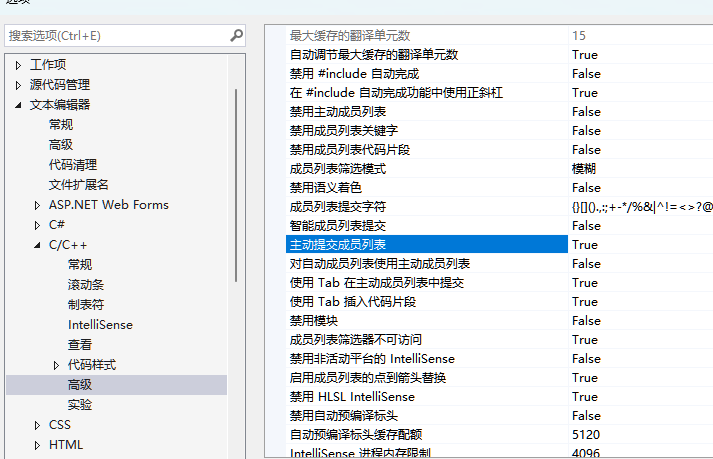 选项
搜索选项(Ctrl+E)
工作项
源代码管理
文本编辑器
常规
高级
代码清理
文件扩展名
ASP.NET Web Forms
C#
C/C++
常规
滚动条
制表符
IntelliSense
查看
代码样式
高级
实验
CSS
HTML
最大缓存的翻译单元数 15
自动调节最大缓存的翻译单元数 True
禁用 #include 自动完成 False
在 #include 自动完成功能中使用正斜杠 True
禁用主动成员列表 False
禁用成员列表关键字 False
禁用成员列表代码片段 False
成员列表筛选模式 模糊
禁用语义着色 False
成员列表提交字符 {}[]().,:;+-*/%&|^!=<>?@
智能成员列表提交 False
主动提交成员列表 True
对自动成员列表使用主动成员列表 False
使用 Tab 在主动成员列表中提交 True
使用 Tab 插入代码片段 True
禁用模块 False
成员列表筛选器不可访问 True
禁用非活动平台的 IntelliSense False
启用成员列表的点到箭头替换 True
禁用 HLSL IntelliSense True
禁用自动预编译标头 False
自动预编译标头缓存配额 5120
IntelliSense 进程内存限制 4096